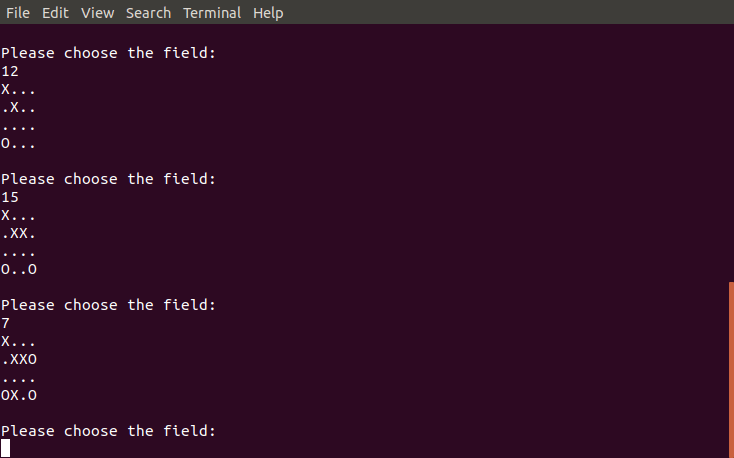 File Edit View Search Terminal Help
Please choose the field:
12
X...
.X..
....
O...
Please choose the field:
15
X...
.XX.
....
O..O
Please choose the field:
7
X...
.XXO
....
OX.O
Please choose the field: